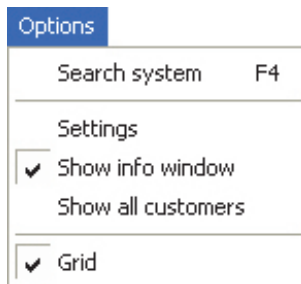 Options
Search system F4
Settings
Show info window
Show all customers
Grid